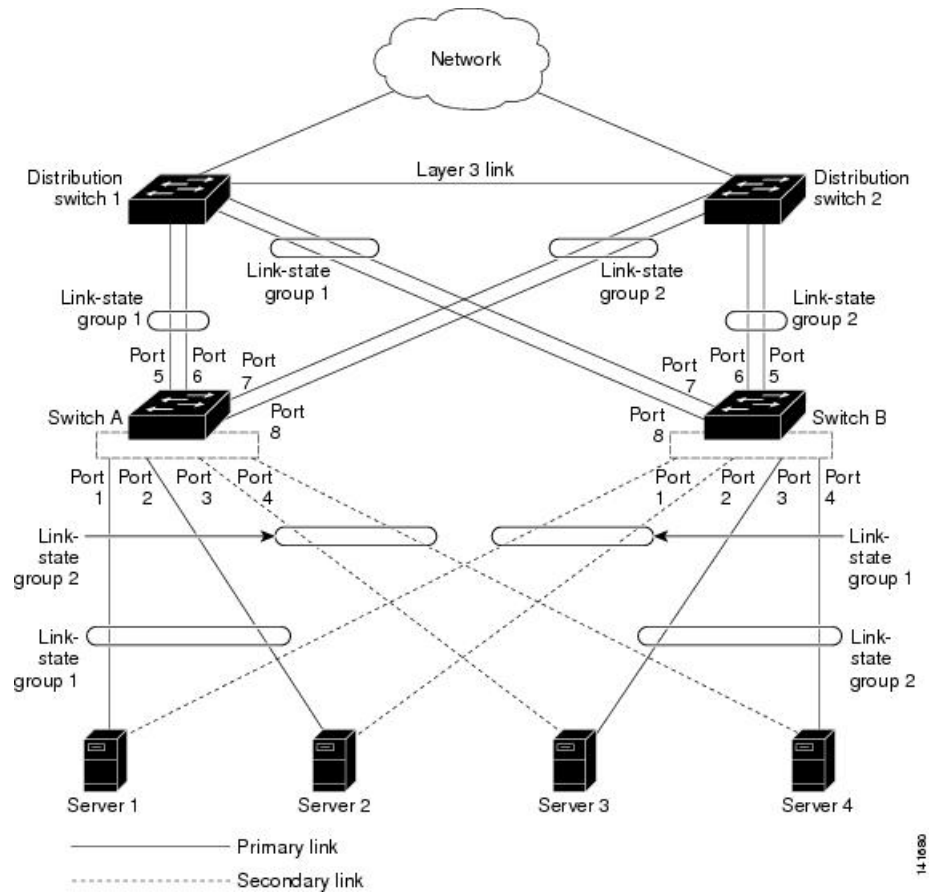 Network
Layer 3 link
Distribution
switch 1
Distribution
switch 2
Link-state
group 1
Link-state
group 2
Link-state
group 1
Link-state
group 2
Port
5
Port
6
Port
7
Port
8
Port
7
Port
6
Port
5
Port
8
Switch A
Switch B
Port
1
Port
2
Port
3
Port
4
Port
1
Port
2
Port
3
Port
4
Link-
state
group 2
Link-
state
group 1
Link-
state
group 1
Link-
state
group 2
Server 1
Server 2
Server 3
Server 4
Primary link
Secondary link
141680